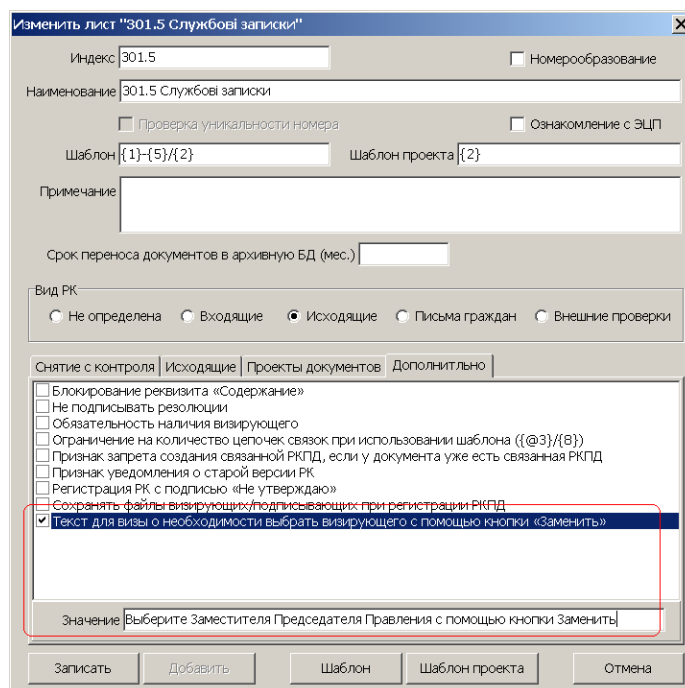 Изменить лист "301.5 Службові записки"
Индекс 301.5 Номерообразование
Наименование 301.5 Службові записки
Проверка уникальности номера Ознакомление с ЭЦП
Шаблон {1}-{5}/{2} Шаблон проекта {2}
Примечание
Срок переноса документов в архивную БД (мес.)
Вид РК
Не определена Входящие Исходящие Письма граждан Внешние проверки
Снятие с контроля Исходящие Проекты документов Дополнитльно
Блокирование реквизита «Содержание»
Не подписывать резолюции
Обязательность наличия визирующего
Ограничение на количество цепочек связок при использовании шаблона ({@3}/{8})
Признак запрета создания связанной РКПД, если у документа уже есть связанная РКПД
Признак уведомления о старой версии РК
Регистрация РК с подписью «Не утверждаю»
Сохранять файлы визирующих/подписывающих при регистрации РКПД
Текст для визы о необходимости выбрать визирующего с помощью кнопки «Заменить»
Значение Выберите Заместителя Председателя Правления с помощью кнопки Заменить
Записать Добавить Шаблон Шаблон проекта Отмена